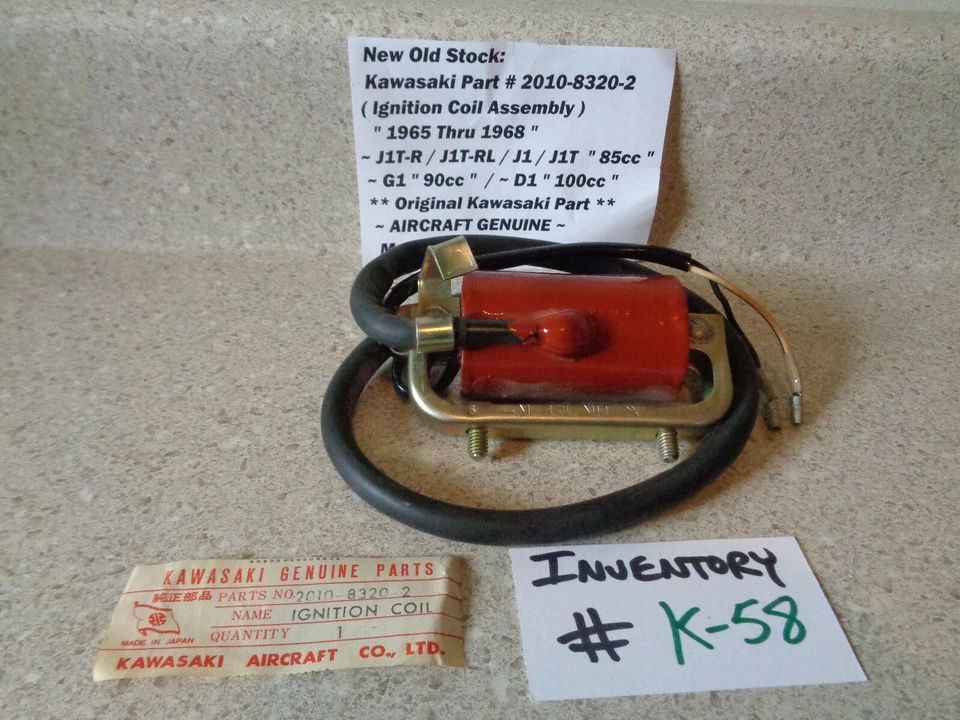 New Old Stock:
Kawasaki Part # 2010-8320-2
( Ignition Coil Assembly )
" 1965 Thru 1968 "
~ J1T-R / J1T-RL / J1 / J1T " 85cc "
~ G1 " 90cc " / ~ D1 " 100cc "
** Original Kawasaki Part **
~ AIRCRAFT GENUINE ~
KAWASAKI GENUINE PARTS
純正部品 PARTS NO. 2010-8320-2
NAME IGNITION COIL
QUANTITY 1
MADE IN JAPAN
KAWASAKI AIRCRAFT CO., LTD.
INVENTORY
# K-58